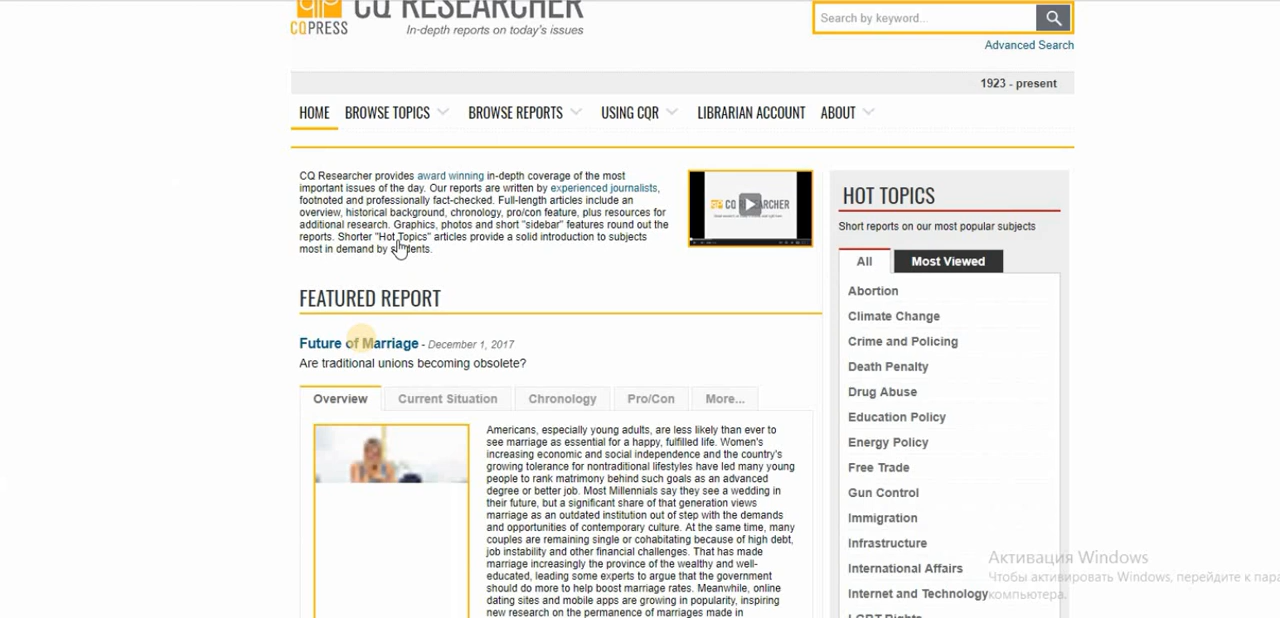 CQ RESEARCHER
CQPRESS
In-depth reports on today's issues
Search by keyword...
Advanced Search
1923 - present
HOME BROWSE TOPICS BROWSE REPORTS USING CQR LIBRARIAN ACCOUNT ABOUT
CQ Researcher provides award winning in-depth coverage of the most
important issues of the day. Our reports are written by experienced journalists,
footnoted and professionally fact-checked. Full-length articles include an
overview, historical background, chronology, pro/con feature, plus resources for
additional research. Graphics, photos and short "sidebar" features round out the
reports. Shorter "Hot Topics" articles provide a solid introduction to subjects
most in demand by students.
CQ RESEARCHER
FEATURED REPORT
Future of Marriage - December 1, 2017
Are traditional unions becoming obsolete?
Overview Current Situation Chronology Pro/Con More...
Americans, especially young adults, are less likely than ever to
see marriage as essential for a happy, fulfilled life. Women's
increasing economic and social independence and the country's
growing tolerance for nontraditional lifestyles have led many young
people to rank matrimony behind such goals as an advanced
degree or better job. Most Millennials say they see a wedding in
their future, but a significant share of that generation views
marriage as an outdated institution out of step with the demands
and opportunities of contemporary culture. At the same time, many
couples are remaining single or cohabitating because of high debt,
job instability and other financial challenges. That has made
marriage increasingly the province of the wealthy and well-
educated, leading some experts to argue that the government
should do more to help boost marriage rates. Meanwhile, online
dating sites and mobile apps are growing in popularity, inspiring
new research on the permanence of marriages made in
HOT TOPICS
Short reports on our most popular subjects
All Most Viewed
Abortion
Climate Change
Crime and Policing
Death Penalty
Drug Abuse
Education Policy
Energy Policy
Free Trade
Gun Control
Immigration
Infrastructure
International Affairs
Internet and Technology
LGBT Rights
Активация Windows
Чтобы активировать Windows, перейдите к пара
компьютера.